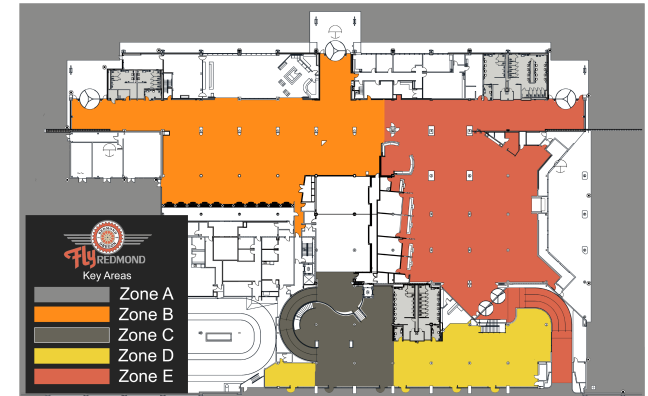 Fly
REDMOND
Key Areas
Zone A
Zone B
Zone C
Zone D
Zone E